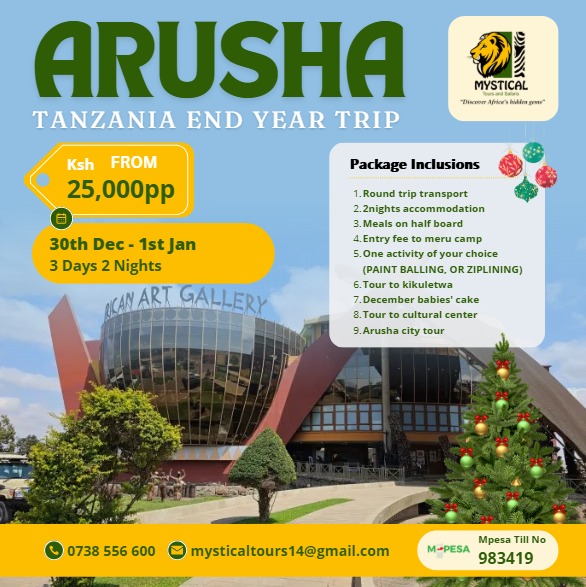 ARUSHA
TANZANIA END YEAR TRIP
MYSTICAL
Tours and Safaris
"Discover Africa's hidden gems"
Ksh FROM
25,000pp
30th Dec - 1st Jan
3 Days 2 Nights
Package Inclusions
1. Round trip transport
2. 2nights accommodation
3. Meals on half board
4. Entry fee to meru camp
5. One activity of your choice
(PAINT BALLING, OR ZIPLINING)
6. Tour to kikuletwa
7. December babies' cake
8. Tour to cultural center
9. Arusha city tour
RICAN ART GALLERY
0738 556 600
mysticaltours14@gmail.com
M-PESA
Mpesa Till No
983419